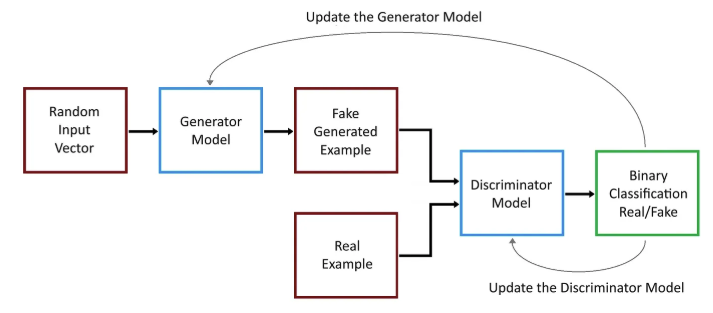 Update the Generator Model
Random
Input
Vector
Generator
Model
Fake
Generated
Example
Real
Example
Discriminator
Model
Binary
Classification
Real/Fake
Update the Discriminator Model